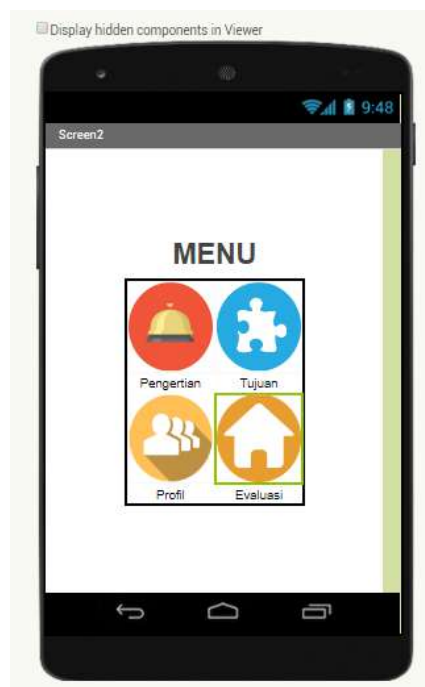 Display hidden components in Viewer
9:48
Screen2
MENU
Pengertian Tujuan
Profil Evaluasi